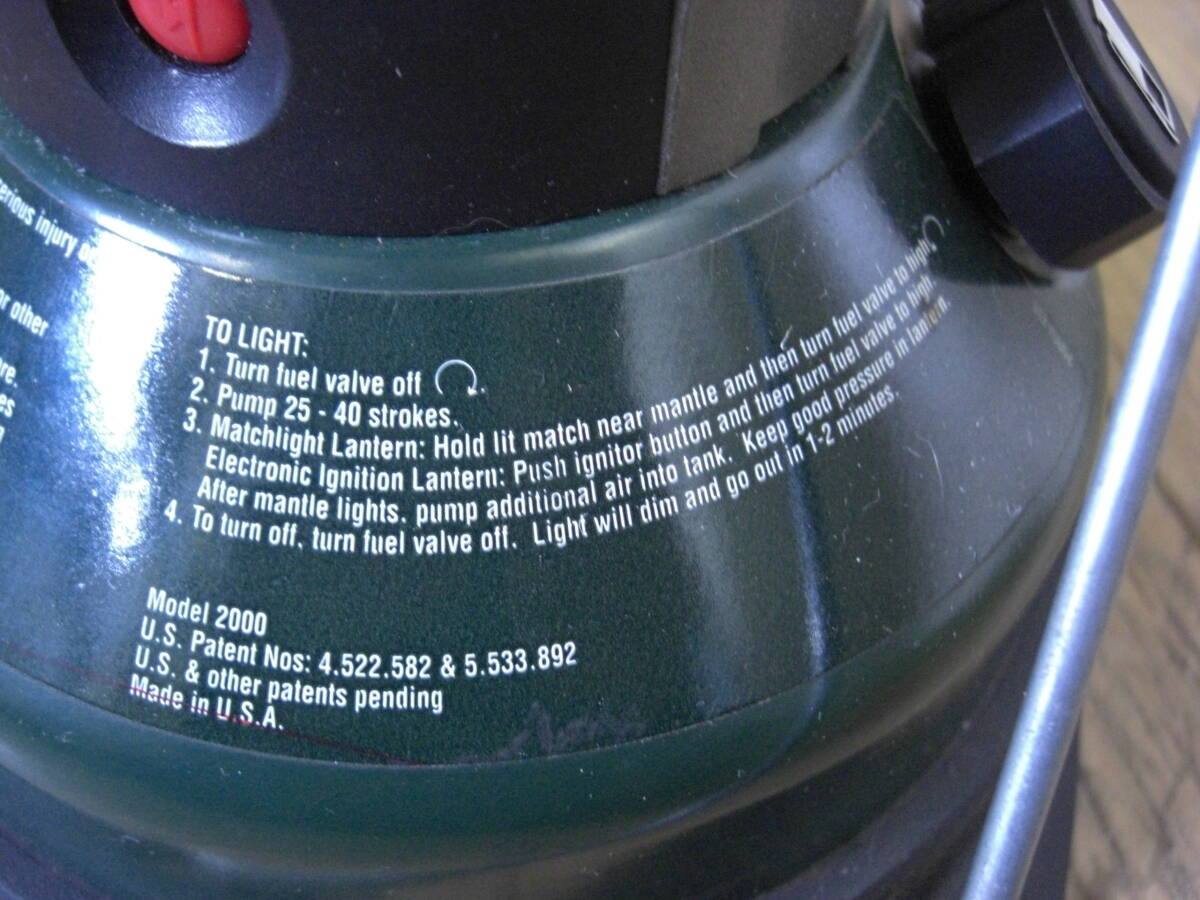 serious injury
or other
TO LIGHT:
1. Turn fuel valve off
2. Pump 25 - 40 strokes.
3. Matchlight Lantern: Hold lit match near mantle and then turn fuel valve to high
Electronic Ignition Lantern: Push ignitor button and then turn fuel valve to high.
After mantle lights, pump additional air into tank. Keep good pressure in lantern.
4. To turn off, turn fuel valve off. Light will dim and go out in 1-2 minutes.
Model 2000
U.S. Patent Nos: 4.522.582 & 5.533.892
U.S. & other patents pending
Made in U.S.A.